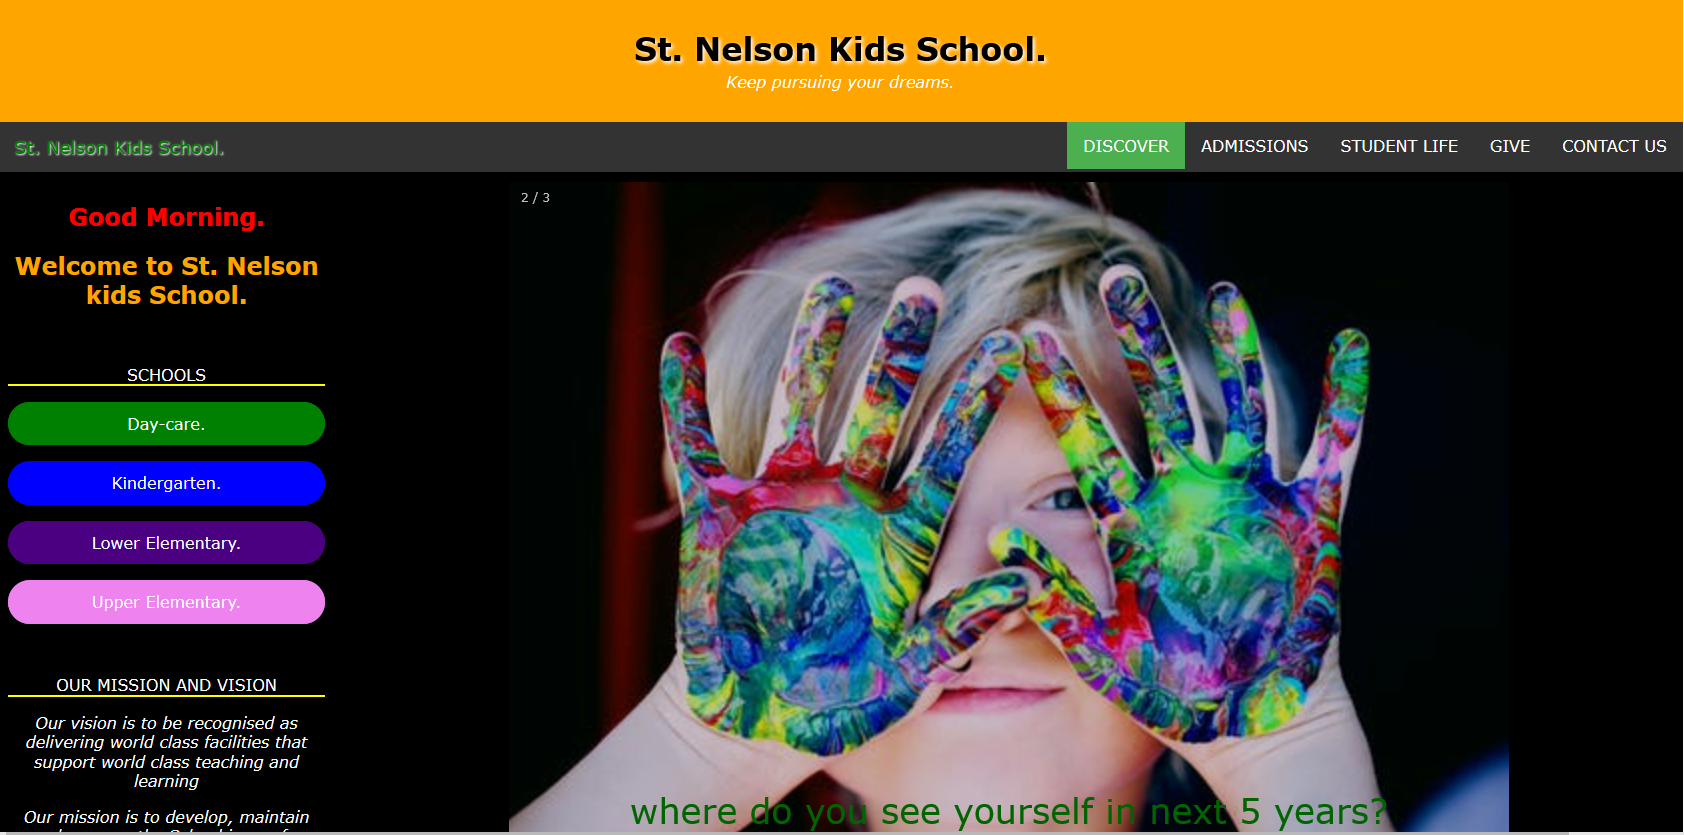 St. Nelson Kids School.
Keep pursuing your dreams.
St. Nelson Kids School.
DISCOVER
ADMISSIONS
STUDENT LIFE
GIVE
CONTACT US
Good Morning.
Welcome to St. Nelson
kids School.
SCHOOLS
Day-care.
Kindergarten.
Lower Elementary.
Upper Elementary.
OUR MISSION AND VISION
Our vision is to be recognised as
delivering world class facilities that
support world class teaching and
learning
Our mission is to develop, maintain
2 / 3
where do you see yourself in next 5 years?